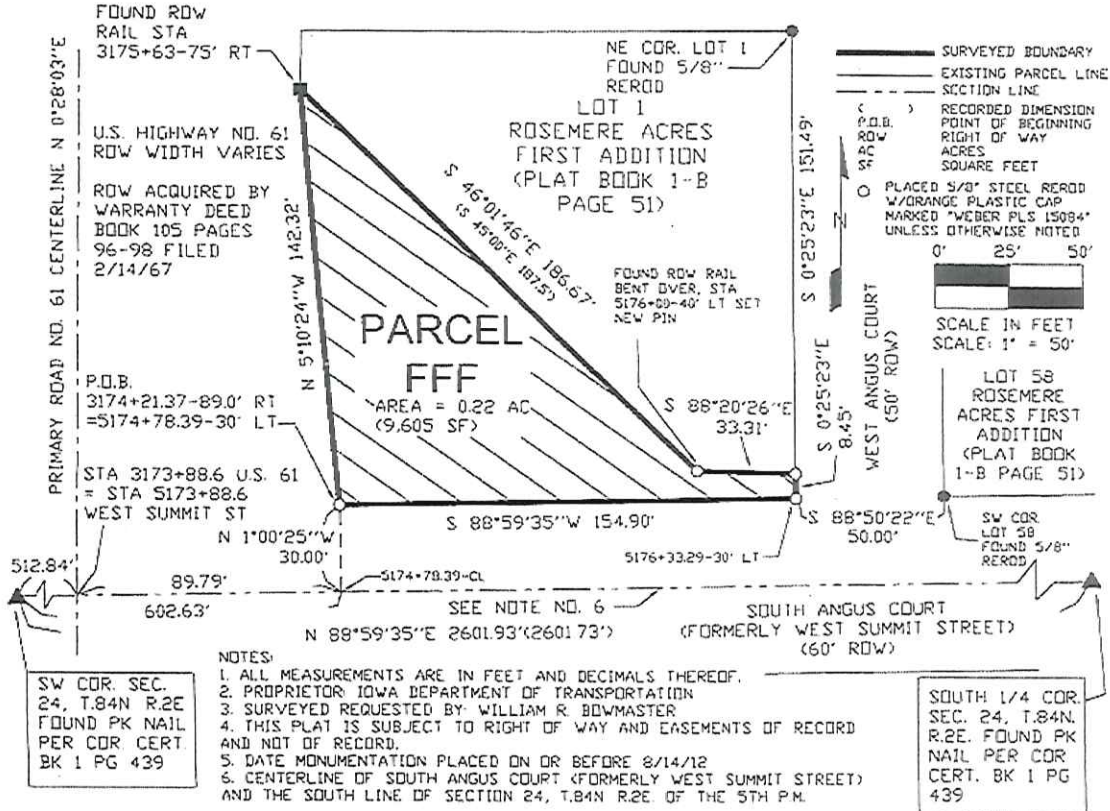 FOUND ROW
RAIL STA
3175+63-75' RT
PRIMARY ROAD NO. 61 CENTERLINE N 0°28'03"E
U.S. HIGHWAY NO. 61
ROW WIDTH VARIES
ROW ACQUIRED BY
WARRANTY DEED
BOOK 105 PAGES
96-98 FILED
2/14/67
P.O.B.
3174+21.37-89.0' RT
=5174+78.39-30' LT
STA 3173+88.6 U.S. 61
= STA 5173+88.6
WEST SUMMIT ST
N 5°10'24"W 142.32'
NE COR. LOT 1
FOUND 5/8"
REROD
LOT 1
ROSEMERE ACRES
FIRST ADDITION
(PLAT BOOK 1-B
PAGE 51)
S 46°01'46"E 186.67'
(S 45°00"E 187.5')
FOUND ROW RAIL
BENT OVER, STA
5176+00-40' LT SET
NEW PIN
PARCEL
FFF
AREA = 0.22 AC
(9,605 SF)
S 88°20'26"E
33.31'
S 0°25'23"E 151.49'
S 0°25'23"E
8.45'
WEST ANGUS COURT
(50' ROW)
SURVEYED BOUNDARY
EXISTING PARCEL LINE
SECTION LINE
( ) RECORDED DIMENSION
P.O.B. POINT OF BEGINNING
ROW RIGHT OF WAY
AC ACRES
SF SQUARE FEET
O PLACED 5/8" STEEL REROD
W/ORANGE PLASTIC CAP
MARKED "WEBER PLS 15084"
UNLESS OTHERWISE NOTED
N
0' 25' 50'
SCALE IN FEET
SCALE: 1" = 50'
LOT 58
ROSEMERE
ACRES FIRST
ADDITION
(PLAT BOOK
1-B PAGE 51)
S 88°59'35"W 154.90'
S 88°50'22"E
50.00'
N 1°00'25"W
30.00'
5176+33.29-30' LT
SW COR
LOT 58
FOUND 5/8"
REROD
512.84'
89.79'
5174+78.39-CL
602.63'
SEE NOTE NO. 6
N 88°59'35"E 2601.93'(2601.73')
SOUTH ANGUS COURT
(FORMERLY WEST SUMMIT STREET)
(60' ROW)
SW COR. SEC.
24, T.84N R.2E
FOUND PK NAIL
PER COR. CERT.
BK 1 PG 439
NOTES:
1. ALL MEASUREMENTS ARE IN FEET AND DECIMALS THEREOF.
2. PROPRIETOR: IOWA DEPARTMENT OF TRANSPORTATION
3. SURVEYED REQUESTED BY: WILLIAM R. BOWMASTER
4. THIS PLAT IS SUBJECT TO RIGHT OF WAY AND EASEMENTS OF RECORD
AND NOT OF RECORD.
5. DATE MONUMENTATION PLACED ON OR BEFORE 8/14/12
6. CENTERLINE OF SOUTH ANGUS COURT (FORMERLY WEST SUMMIT STREET)
AND THE SOUTH LINE OF SECTION 24, T.84N R.2E. OF THE 5TH P.M.
SOUTH 1/4 COR.
SEC. 24, T.84N.
R.2E. FOUND PK
NAIL PER COR
CERT. BK 1 PG
439